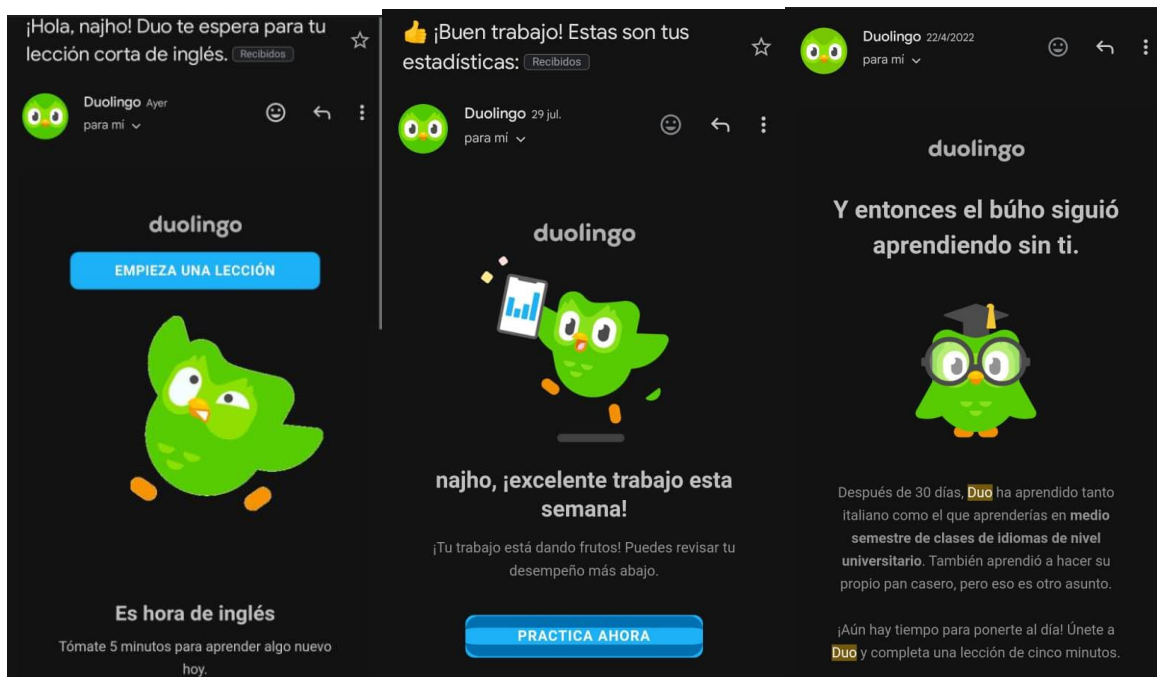 ¡Hola, najho! Duo te espera para tu
lección corta de inglés. Recibidos
Duolingo Ayer
para mí
duolingo
EMPIEZA UNA LECCIÓN
Es hora de inglés
Tómate 5 minutos para aprender algo nuevo
hoy.
👍 ¡Buen trabajo! Estas son tus
estadísticas: Recibidos
Duolingo 29 jul.
para mí
duolingo
najho, ¡excelente trabajo esta
semana!
¡Tu trabajo está dando frutos! Puedes revisar tu
desempeño más abajo.
PRACTICA AHORA
Duolingo 22/4/2022
para mí
duolingo
Y entonces el búho siguió
aprendiendo sin ti.
Después de 30 días, Duo ha aprendido tanto
italiano como el que aprenderías en medio
semestre de clases de idiomas de nivel
universitario. También aprendió a hacer su
propio pan casero, pero eso es otro asunto.
¡Aún hay tiempo para ponerte al día! Únete a
Duo y completa una lección de cinco minutos.